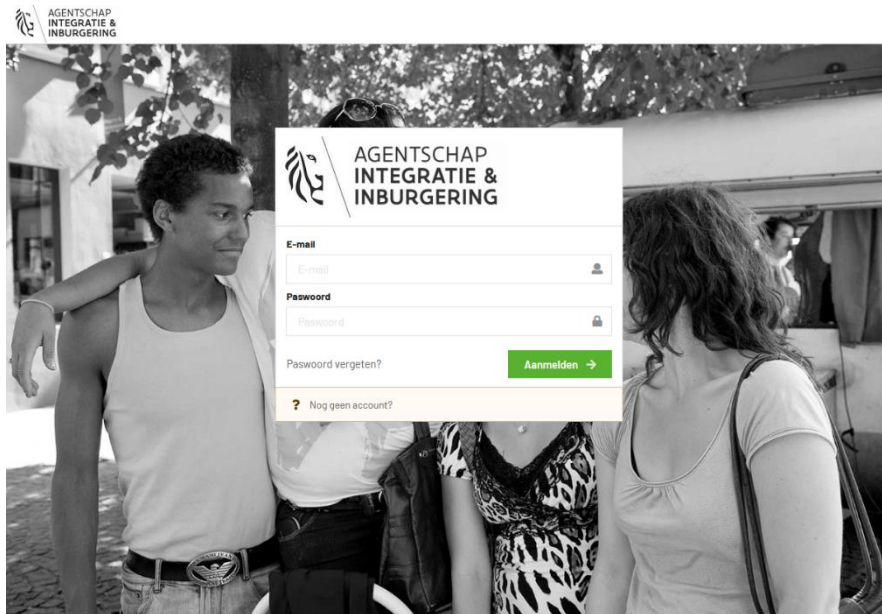 AGENTSCHAP
INTEGRATIE &
INBURGERING
AGENTSCHAP
INTEGRATIE &
INBURGERING
E-mail
E-mail
Paswoord
Paswoord
Paswoord vergeten?
Aanmelden →
? Nog geen account?